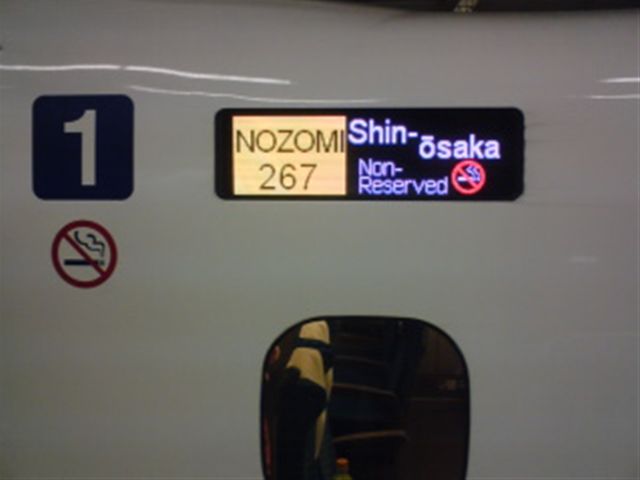 1
NOZOMI
267
Shin-
ōsaka
Non-
Reserved